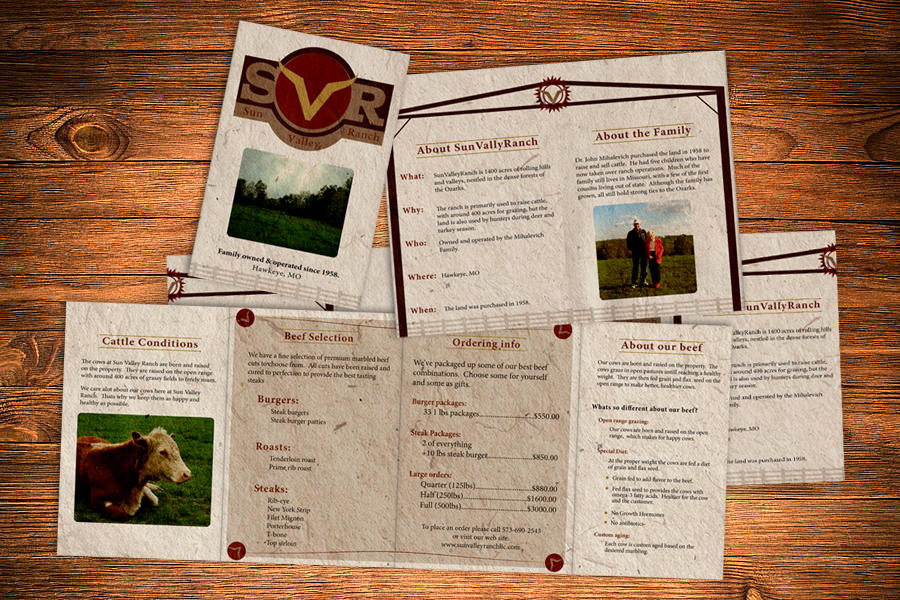 SVR
Sun Valley Ranch
Family owned & operated since 1958.
Hawkeye, MO
About SunVallyRanch
What: SunValleyRanch is 1400 acres of rolling hills
and valleys, nestled in the dense forests of
the Ozarks.
Why: The ranch is primarily used to raise cattle,
with around 400 acres for grazing, but the
land is also used by hunters during deer and
turkey season.
Who: Owned and operated by the Mihalevich
Family.
Where: Hawkeye, MO
When: The land was purchased in 1958.
About the Family
Dr. John Mihalevich purchased the land in 1958 to
raise and sell cattle. He had five children who have
now taken over ranch operations. Much of the
family still lives in Missouri, with a few of the first
cousins living out of state. Although the family has
grown, all still hold strong ties to the Ozarks.
unVallyRanch
alleyRanch is 1400 acres of rolling hills
alleys, nestled in the dense forests of
zarks.
nch is primarily used to raise cattle,
round 400 acres for grazing, but the
also used by hunters during deer and
season.
and operated by the Mihalevich
ye, MO
d was purchased in 1958.
Cattle Conditions
The cows at Sun Valley Ranch are born and raised
on the property. They are raised on the open range
with around 400 acres of grassy fields to freely roam.
We care alot about our cows here at Sun Valley
Ranch. Thats why we keep them as happy and
healthy as possible.
Beef Selection
We have a fine selection of premium marbled beef
cuts to choose from. All cuts have been raised and
cured to perfection to provide the best tasting
steaks
Burgers:
Steak burgers
Steak burger patties
Roasts:
Tenderloin roast
Prime rib roast
Steaks:
Rib-eye
New York Strip
Filet Mignon
Porterhouse
T-bone
Top sirloin
Ordering info
We've packaged up some of our best beef
combinations. Choose some for yourself
and some as gifts.
Burger packages:
33 1 lbs packages..............$550.00
Steak Packages:
2 of everything
+10 lbs steak burger..............$850.00
Large orders:
Quarter (125lbs)..............$880.00
Half (250lbs)..............$1600.00
Full (500lbs)..............$3000.00
To place an order please call 573-690-2543
or visit our web site.
www.sunvalleyranchllc.com
About our beef
Our cows are born and raised on the property. The
cows graze in open pastures until reaching a healthy
weight. They are then fed grain and flax seed on the
open range to make better, healthier cows.
Whats so different about our beef?
Open range grazing:
Our cows are born and raised on the open
range, which makes for happy cows.
Special Diet:
At the proper weight the cows are fed a diet
of grain and flax seed.
Grain fed to add flavor to the beef.
Fed flax seed to provides the cows with
omega-3 fatty acids. Healthier for the cow
and the customer.
No Growth Hormones
No antibiotics
Custom aging:
Each cow is custom aged based on the
desired marbling.